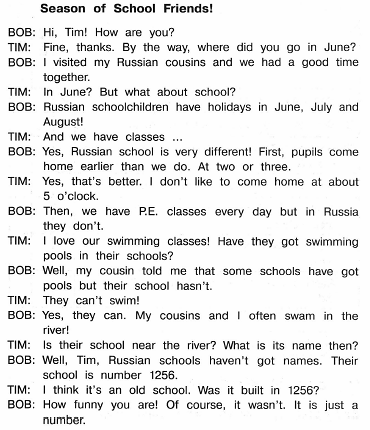 Season of School Friends!
BOB: Hi, Tim! How are you?
TIM: Fine, thanks. By the way, where did you go in June?
BOB: I visited my Russian cousins and we had a good time
together.
TIM: In June? But what about school?
BOB: Russian schoolchildren have holidays in June, July and
August!
TIM: And we have classes ...
BOB: Yes, Russian school is very different! First, pupils come
home earlier than we do. At two or three.
TIM: Yes, that's better. I don't like to come home at about
5 o'clock.
BOB: Then, we have P.E. classes every day but in Russia
they don't.
TIM: I love our swimming classes! Have they got swimming
pools in their schools?
BOB: Well, my cousin told me that some schools have got
pools but their school hasn't.
TIM: They can't swim!
BOB: Yes, they can. My cousins and I often swam in the
river!
TIM: Is their school near the river? What is its name then?
BOB: Well, Tim, Russian schools haven't got names. Their
school is number 1256.
TIM: I think it's an old school. Was it built in 1256?
BOB: How funny you are! Of course, it wasn't. It is just a
number.